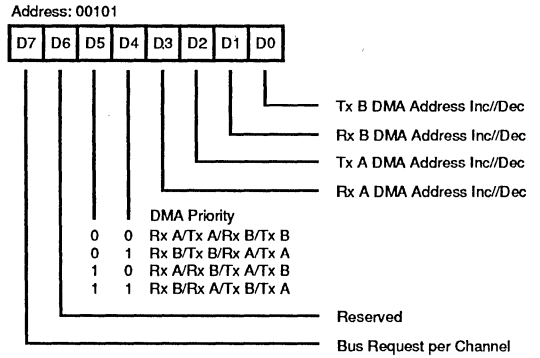 Address: 00101
D7 D6 D5 D4 D3 D2 D1 D0
Tx B DMA Address Inc//Dec
Rx B DMA Address Inc//Dec
Tx A DMA Address Inc//Dec
Rx A DMA Address Inc//Dec
DMA Priority
0 0 Rx A/Tx A/Rx B/Tx B
0 1 Rx B/Tx B/Rx A/Tx A
1 0 Rx A/Rx B/Tx A/Tx B
1 1 Rx B/Rx A/Tx B/Tx A
Reserved
Bus Request per Channel